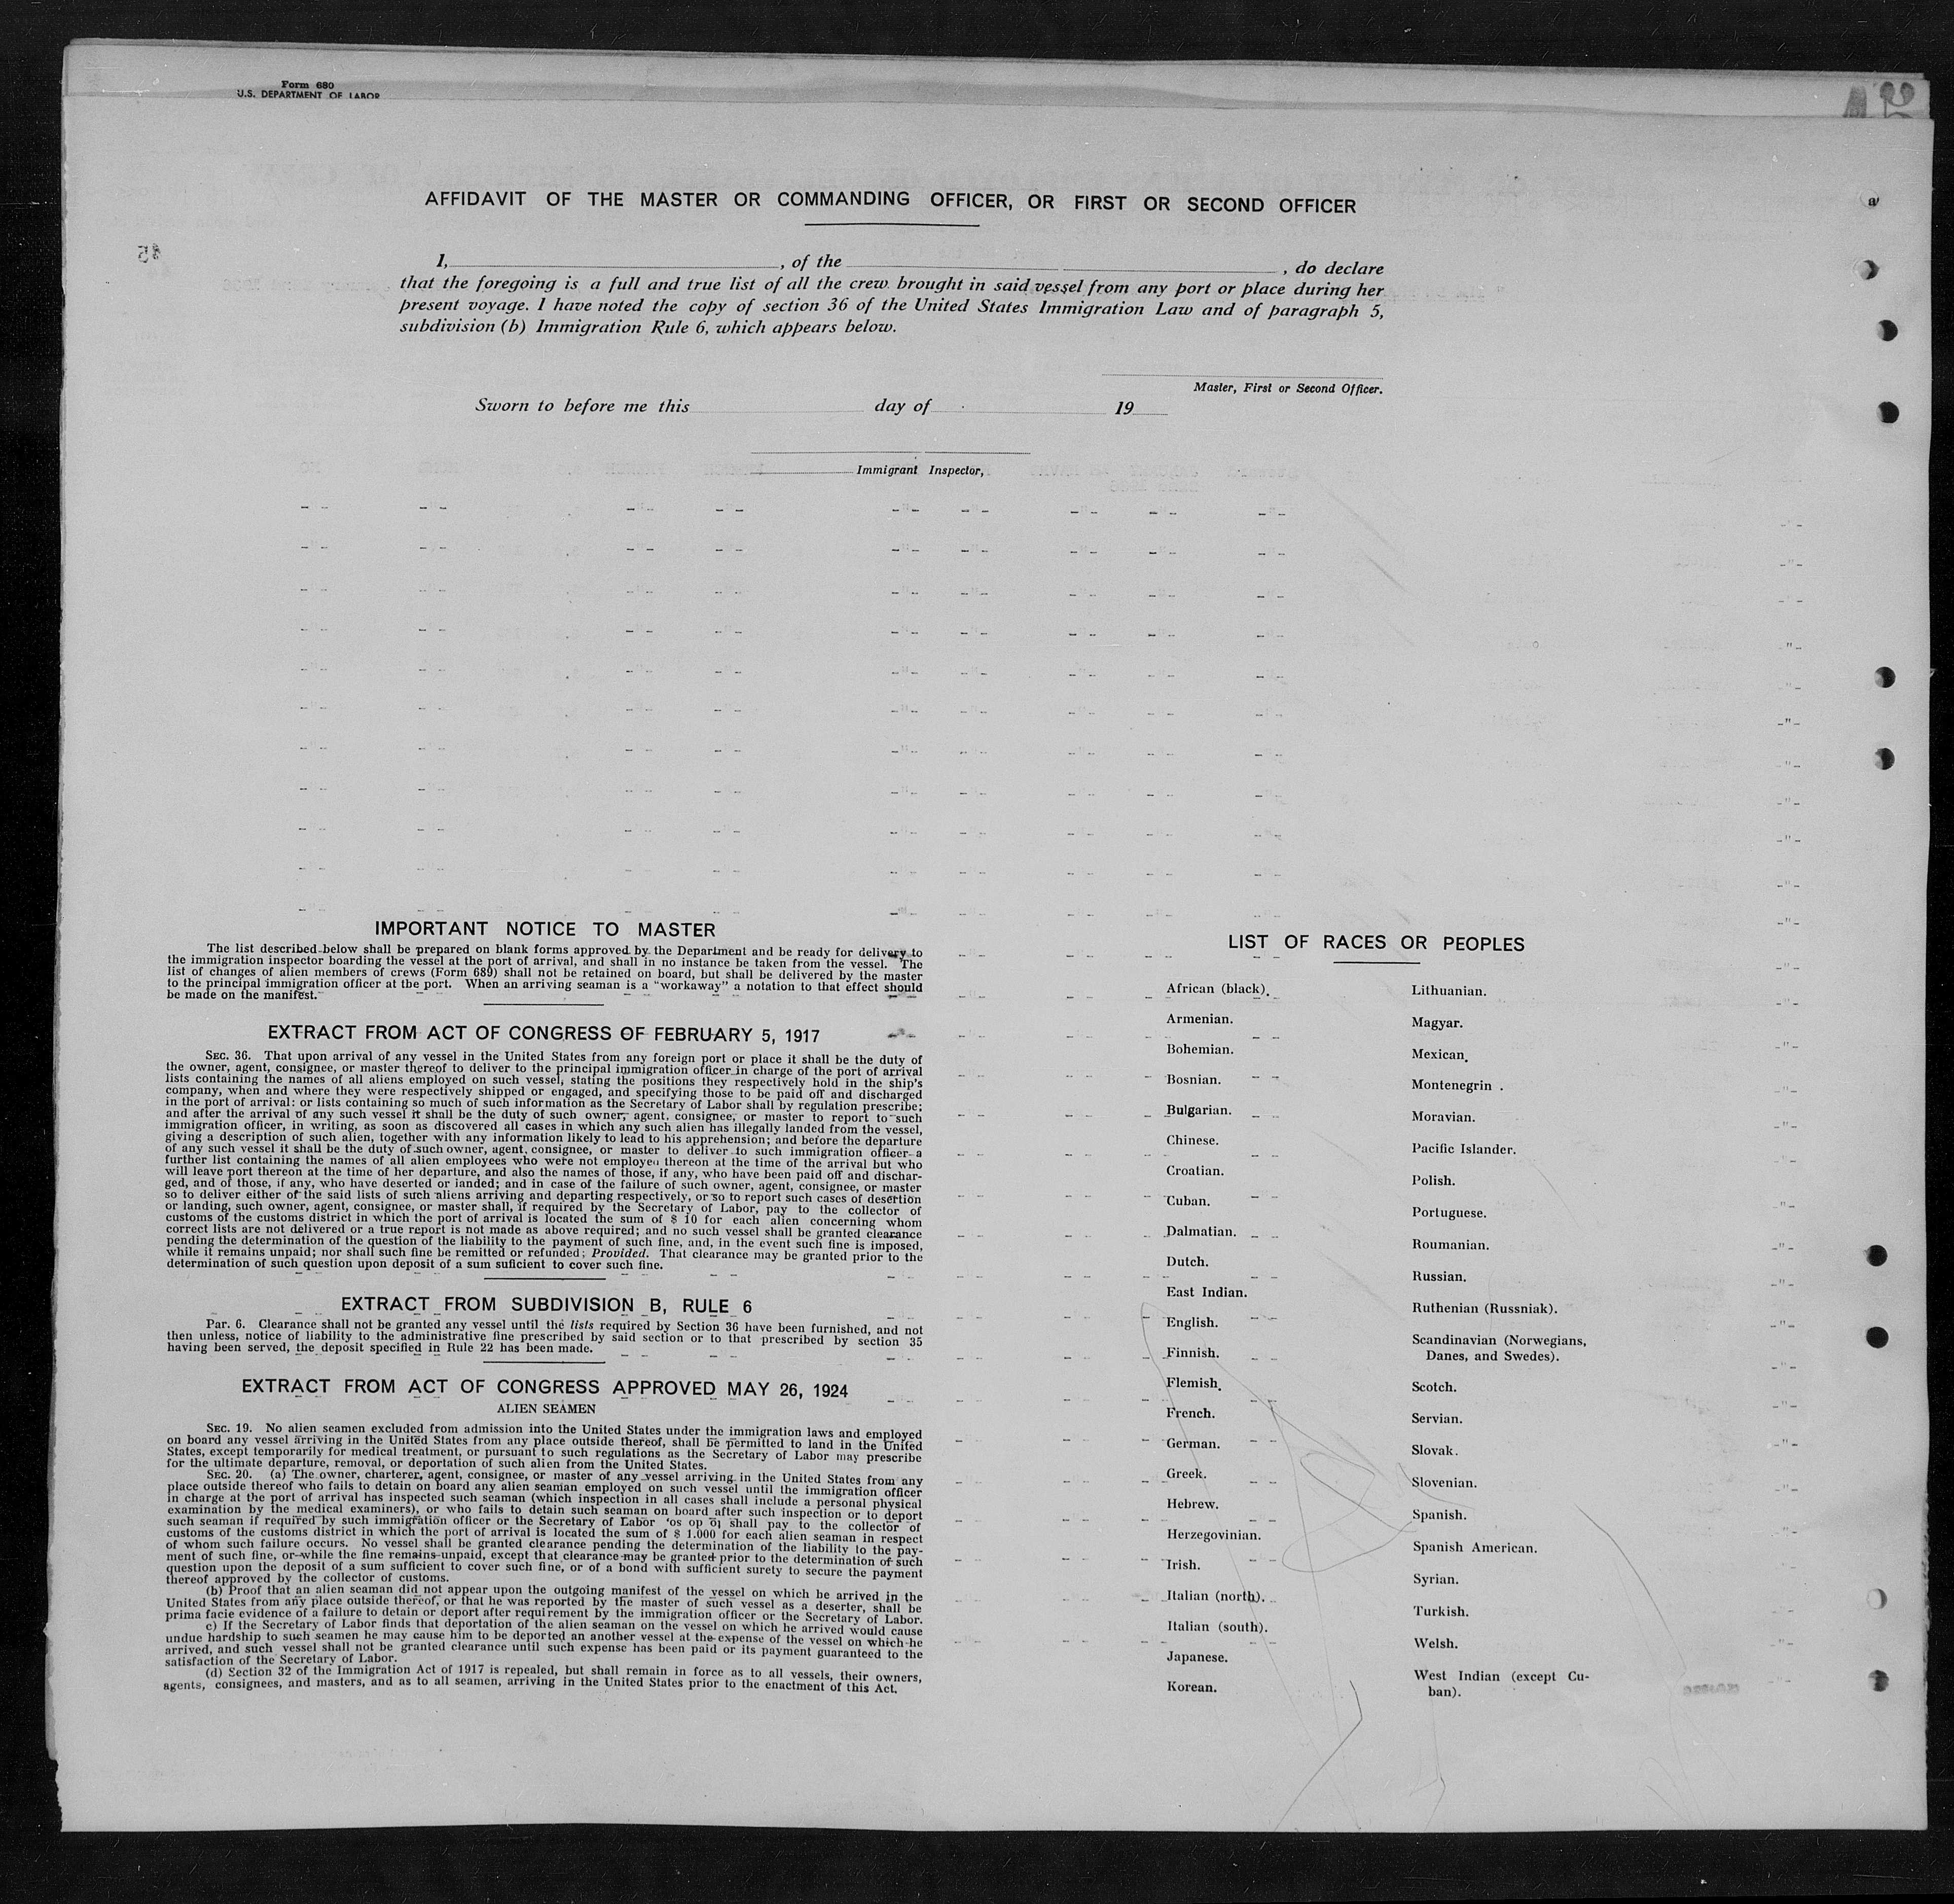 Form 680
U.S. DEPARTMENT OF LABOR
AFFIDAVIT OF THE MASTER OR COMMANDING OFFICER, OR FIRST OR SECOND OFFICER
I, , of the , do declare
that the foregoing is a full and true list of all the crew brought in said vessel from any port or place during her
present voyage. I have noted the copy of section 36 of the United States Immigration Law and of paragraph 5,
subdivision (b) Immigration Rule 6, which appears below.
Master, First or Second Officer.
Sworn to before me this day of 19
Immigrant Inspector,
IMPORTANT NOTICE TO MASTER
The list described below shall be prepared on blank forms approved by the Department and be ready for delivery to
the immigration inspector boarding the vessel at the port of arrival, and shall in no instance be taken from the vessel. The
list of changes of alien members of crews (Form 689) shall not be retained on board, but shall be delivered by the master
to the principal immigration officer at the port. When an arriving seaman is a "workaway" a notation to that effect should
be made on the manifest.
EXTRACT FROM ACT OF CONGRESS OF FEBRUARY 5, 1917
SEC. 36. That upon arrival of any vessel in the United States from any foreign port or place it shall be the duty of
the owner, agent, consignee, or master thereof to deliver to the principal immigration officer in charge of the port of arrival
lists containing the names of all aliens employed on such vessel, stating the positions they respectively hold in the ship's
company, when and where they were respectively shipped or engaged, and specifying those to be paid off and discharged
in the port of arrival: or lists containing so much of such information as the Secretary of Labor shall by regulation prescribe;
and after the arrival of any such vessel it shall be the duty of such owner, agent, consignee, or master to report to such
immigration officer, in writing, as soon as discovered all cases in which any such alien has illegally landed from the vessel,
giving a description of such alien, together with any information likely to lead to his apprehension; and before the departure
of any such vessel it shall be the duty of such owner, agent, consignee, or master to deliver to such immigration officer a
further list containing the names of all alien employees who were not employed thereon at the time of the arrival but who
will leave port thereon at the time of her departure, and also the names of those, if any, who have been paid off and dischar-
ged, and of those, if any, who have deserted or landed; and in case of the failure of such owner, agent, consignee, or master
so to deliver either of the said lists of such aliens arriving and departing respectively, or so to report such cases of desertion
or landing, such owner, agent, consignee, or master shall, if required by the Secretary of Labor, pay to the collector of
customs of the customs district in which the port of arrival is located the sum of $ 10 for each alien concerning whom
correct lists are not delivered or a true report is not made as above required; and no such vessel shall be granted clearance
pending the determination of the question of the liability to the payment of such fine, and, in the event such fine is imposed,
while it remains unpaid; nor shall such fine be remitted or refunded; Provided. That clearance may be granted prior to the
determination of such question upon deposit of a sum suficient to cover such fine.
EXTRACT FROM SUBDIVISION B, RULE 6
Par. 6. Clearance shall not be granted any vessel until the lists required by Section 36 have been furnished, and not
then unless, notice of liability to the administrative fine prescribed by said section or to that prescribed by section 35
having been served, the deposit specified in Rule 22 has been made.
EXTRACT FROM ACT OF CONGRESS APPROVED MAY 26, 1924
ALIEN SEAMEN
SEC. 19. No alien seamen excluded from admission into the United States under the immigration laws and employed
on board any vessel arriving in the United States from any place outside thereof, shall be permitted to land in the United
States, except temporarily for medical treatment, or pursuant to such regulations as the Secretary of Labor may prescribe
for the ultimate departure, removal, or deportation of such alien from the United States.
SEC. 20. (a) The owner, charterer, agent, consignee, or master of any vessel arriving in the United States from any
place outside thereof who fails to detain on board any alien seaman employed on such vessel until the immigration officer
in charge at the port of arrival has inspected such seaman (which inspection in all cases shall include a personal physical
examination by the medical examiners), or who fails to detain such seaman on board after such inspection or to deport
such seaman if required by such immigration officer or the Secretary of Labor 'os op oı shall pay to the collector of
customs of the customs district in which the port of arrival is located the sum of $ 1.000 for each alien seaman in respect
of whom such failure occurs. No vessel shall be granted clearance pending the determination of the liability to the pay-
ment of such fine, or while the fine remains unpaid, except that clearance may be granted prior to the determination of such
question upon the deposit of a sum sufficient to cover such fine, or of a bond with sufficient surety to secure the payment
thereof approved by the collector of customs.
(b) Proof that an alien seaman did not appear upon the outgoing manifest of the vessel on which he arrived in the
United States from any place outside thereof, or that he was reported by the master of such vessel as a deserter, shall be
prima facie evidence of a failure to detain or deport after requirement by the immigration officer or the Secretary of Labor.
c) If the Secretary of Labor finds that deportation of the alien seaman on the vessel on which he arrived would cause
undue hardship to such seamen he may cause him to be deported an another vessel at the expense of the vessel on which he
arrived, and such vessel shall not be granted clearance until such expense has been paid or its payment guaranteed to the
satisfaction of the Secretary of Labor.
(d) Section 32 of the Immigration Act of 1917 is repealed, but shall remain in force as to all vessels, their owners,
agents, consignees, and masters, and as to all seamen, arriving in the United States prior to the enactment of this Act.
LIST OF RACES OR PEOPLES
African (black).
Armenian.
Bohemian.
Bosnian.
Bulgarian.
Chinese.
Croatian.
Cuban.
Dalmatian.
Dutch.
East Indian.
English.
Finnish.
Flemish.
French.
German.
Greek.
Hebrew.
Herzegovinian.
Irish.
Italian (north).
Italian (south).
Japanese.
Korean.
Lithuanian.
Magyar.
Mexican.
Montenegrin .
Moravian.
Pacific Islander.
Polish.
Portuguese.
Roumanian.
Russian.
Ruthenian (Russniak).
Scandinavian (Norwegians,
Danes, and Swedes).
Scotch.
Servian.
Slovak.
Slovenian.
Spanish.
Spanish American.
Syrian.
Turkish.
Welsh.
West Indian (except Cu-
ban).